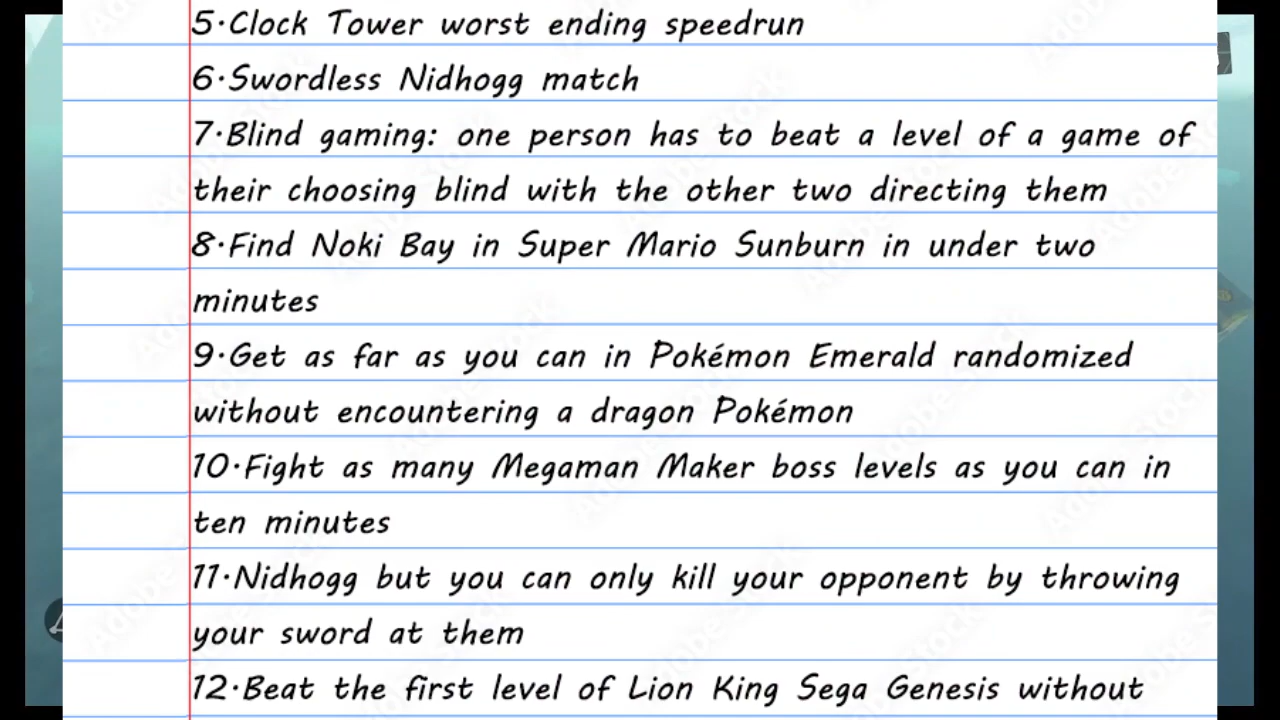 5·Clock Tower worst ending speedrun
6·Swordless Nidhogg match
7·Blind gaming: one person has to beat a level of a game of
their choosing blind with the other two directing them
8·Find Noki Bay in Super Mario Sunburn in under two
minutes
9·Get as far as you can in Pokémon Emerald randomized
without encountering a dragon Pokémon
10·Fight as many Megaman Maker boss levels as you can in
ten minutes
11·Nidhogg but you can only kill your opponent by throwing
your sword at them
12·Beat the first level of Lion King Sega Genesis without